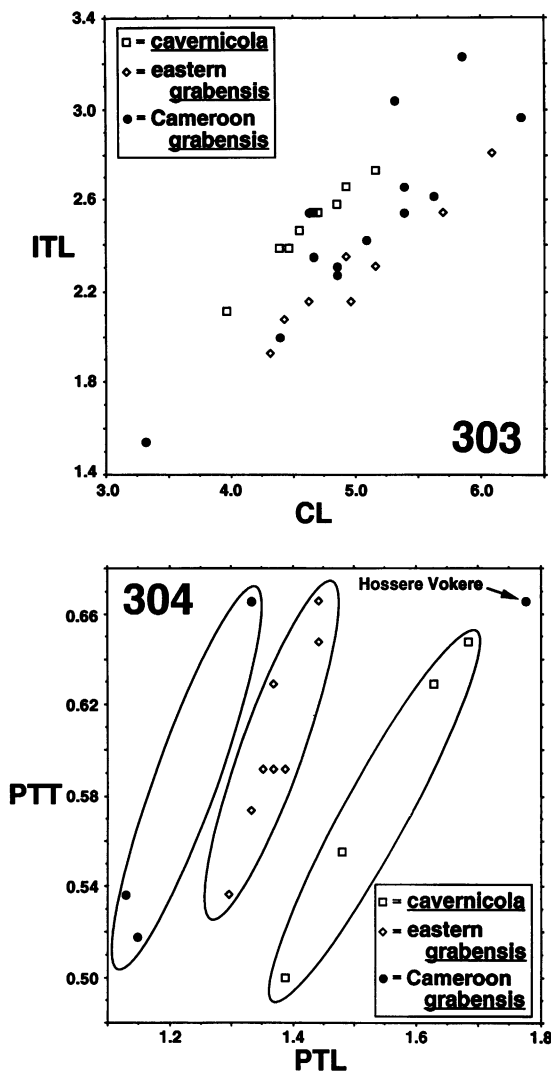 3.4
□ = cavernicola
◇ = eastern
grabensis
● = Cameroon
grabensis
3.0
2.6
ITL
2.2
1.8
303
1.4
3.0 4.0 5.0 6.0
CL
304
Hossere Vokere
0.66
0.62
PTT 0.58
0.54
□ = cavernicola
◇ = eastern
grabensis
● = Cameroon
grabensis
0.50
1.2 1.4 1.6 1.8
PTL